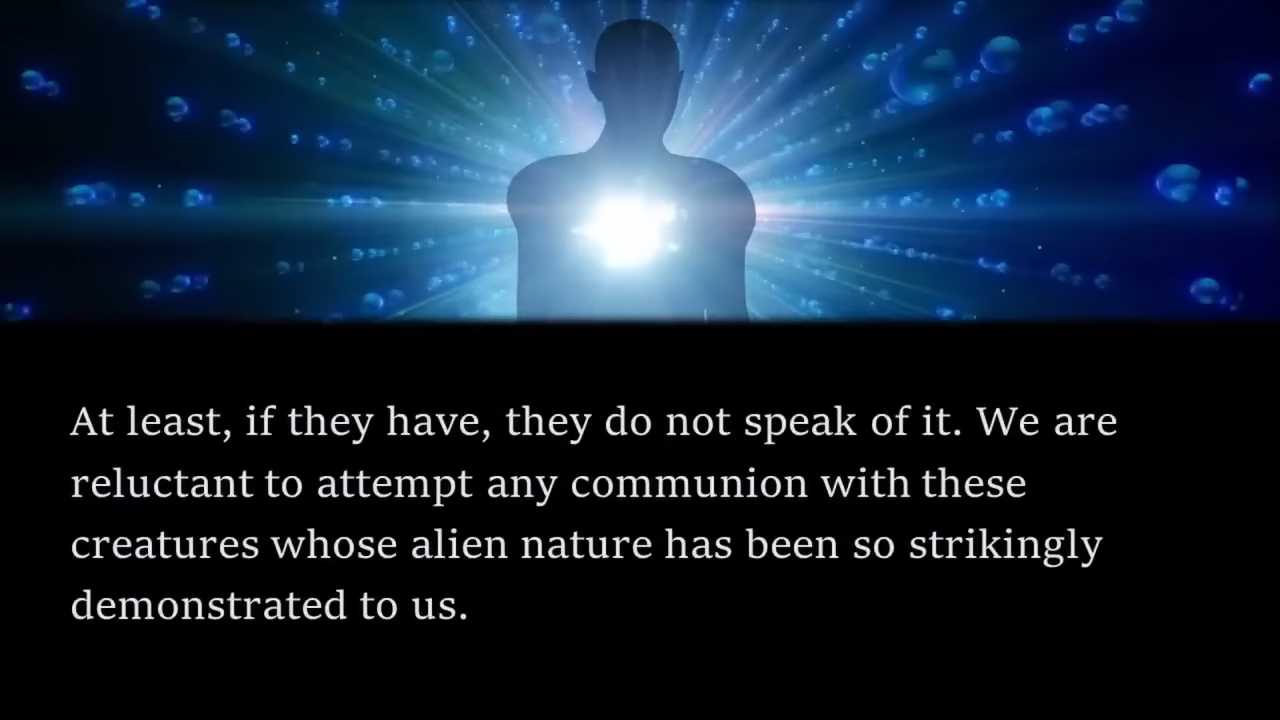 At least, if they have, they do not speak of it. We are
reluctant to attempt any communion with these
creatures whose alien nature has been so strikingly
demonstrated to us.